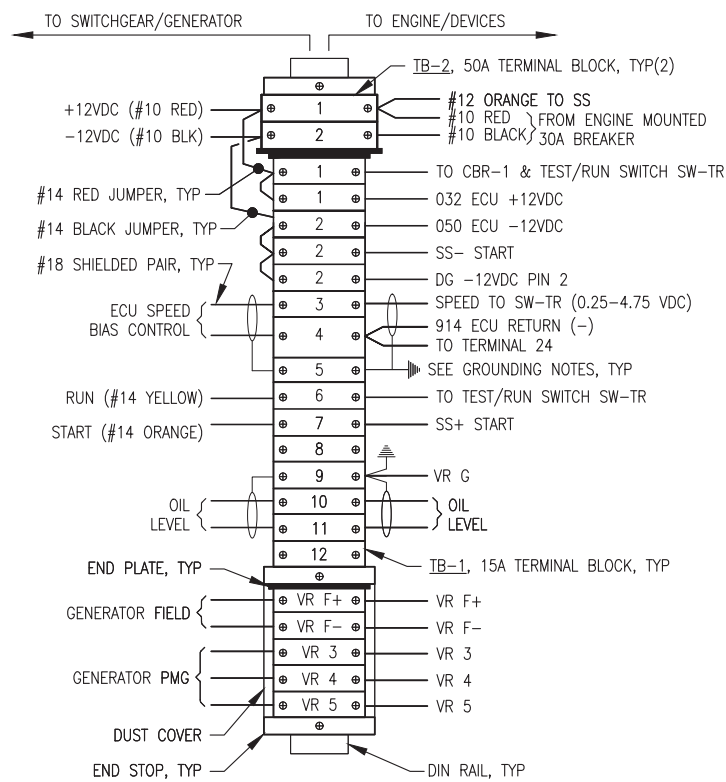 TO SWITCHGEAR/GENERATOR
TO ENGINE/DEVICES
TB-2, 50A TERMINAL BLOCK, TYP(2)
+12VDC (#10 RED)
1
#12 ORANGE TO SS
#10 RED
FROM ENGINE MOUNTED
-12VDC (#10 BLK)
2
#10 BLACK
30A BREAKER
1
TO CBR-1 & TEST/RUN SWITCH SW-TR
#14 RED JUMPER, TYP
1
032 ECU +12VDC
#14 BLACK JUMPER, TYP
2
050 ECU -12VDC
2
SS- START
#18 SHIELDED PAIR, TYP
2
DG -12VDC PIN 2
3
SPEED TO SW-TR (0.25-4.75 VDC)
ECU SPEED
BIAS CONTROL
4
914 ECU RETURN (-)
TO TERMINAL 24
5
SEE GROUNDING NOTES, TYP
RUN (#14 YELLOW)
6
TO TEST/RUN SWITCH SW-TR
START (#14 ORANGE)
7
SS+ START
8
9
VR G
OIL
LEVEL
10
11
OIL
LEVEL
12
TB-1, 15A TERMINAL BLOCK, TYP
END PLATE, TYP
VR F+
VR F+
GENERATOR FIELD
VR F-
VR F-
VR 3
VR 3
GENERATOR PMG
VR 4
VR 4
VR 5
VR 5
DUST COVER
END STOP, TYP
DIN RAIL, TYP